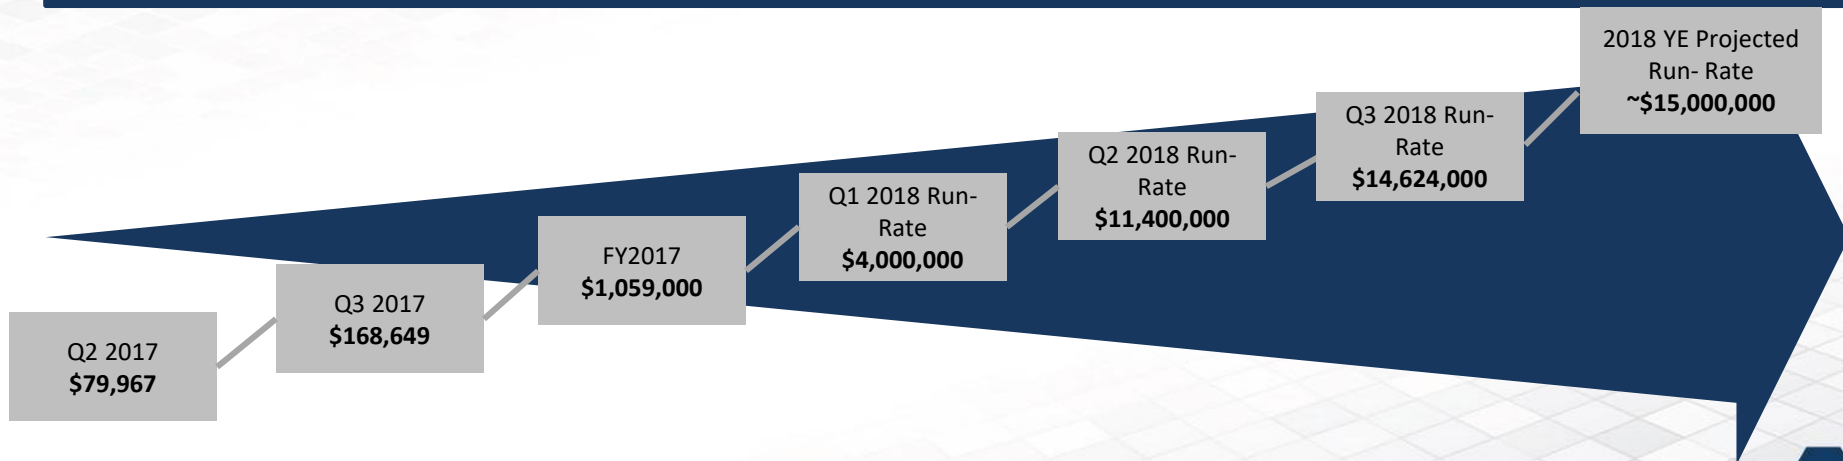 Q2 2017
$79,967
Q3 2017
$168,649
FY2017
$1,059,000
Q1 2018 Run-
Rate
$4,000,000
Q2 2018 Run-
Rate
$11,400,000
Q3 2018 Run-
Rate
$14,624,000
2018 YE Projected
Run- Rate
~$15,000,000